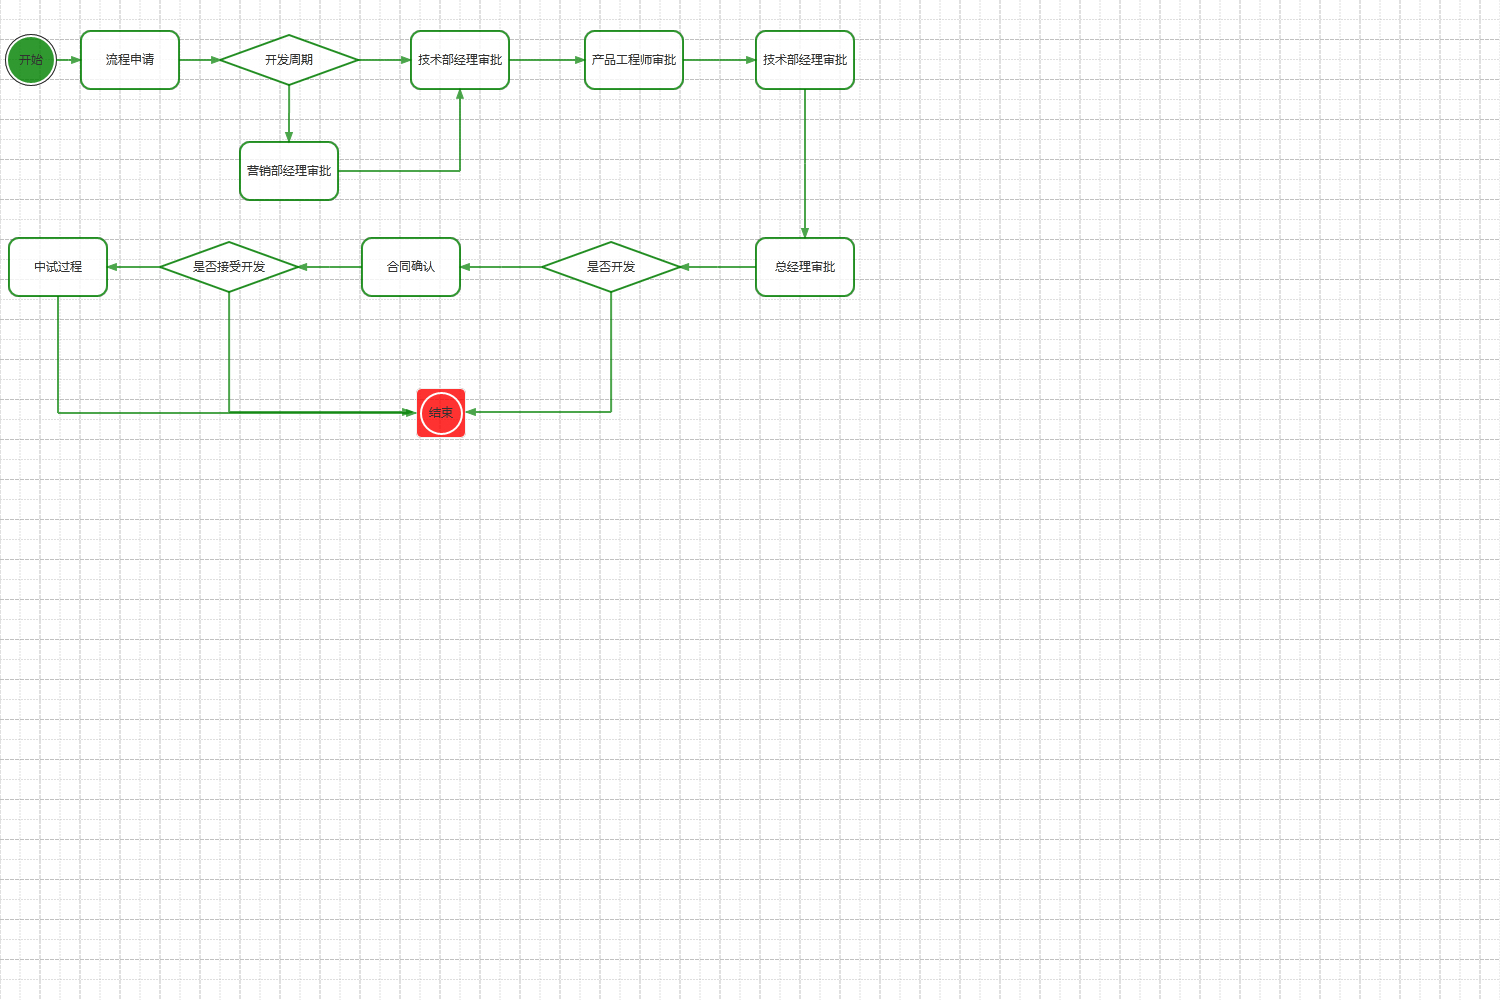 开始
流程申请
开发周期
技术部经理审批
产品工程师审批
技术部经理审批
营销部经理审批
中试过程
是否接受开发
合同确认
是否开发
总经理审批
结束